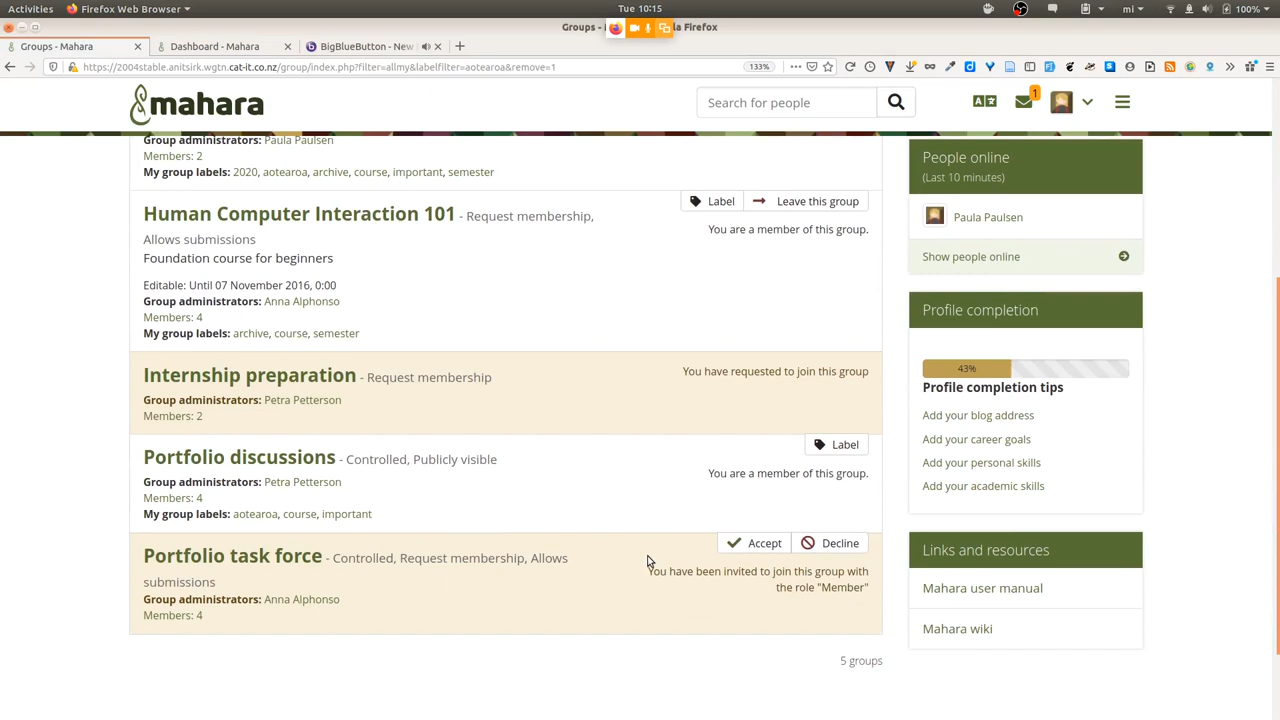 Activities
Firefox Web Browser
Tue 10:15
mi
100%
Groups -
la Firefox
Groups - Mahara
Dashboard - Mahara
BigBlueButton - New
https://2004stable.anitsirk.wgtn.cat-it.co.nz/group/index.php?filter=allmy&labelfilter=aotearoa&remove=1
133%
mahara
Search for people
1
Group administrators: Paula Paulsen
Members: 2
My group labels: 2020, aotearoa, archive, course, important, semester
Human Computer Interaction 101 - Request membership,
Allows submissions
Label
Leave this group
You are a member of this group.
Foundation course for beginners
Editable: Until 07 November 2016, 0:00
Group administrators: Anna Alphonso
Members: 4
My group labels: archive, course, semester
Internship preparation - Request membership
You have requested to join this group
Group administrators: Petra Petterson
Members: 2
Portfolio discussions - Controlled, Publicly visible
Label
You are a member of this group.
Group administrators: Petra Petterson
Members: 4
My group labels: aotearoa, course, important
Portfolio task force - Controlled, Request membership, Allows
submissions
Accept
Decline
You have been invited to join this group with
the role "Member"
Group administrators: Anna Alphonso
Members: 4
5 groups
People online
(Last 10 minutes)
Paula Paulsen
Show people online
Profile completion
43%
Profile completion tips
Add your blog address
Add your career goals
Add your personal skills
Add your academic skills
Links and resources
Mahara user manual
Mahara wiki